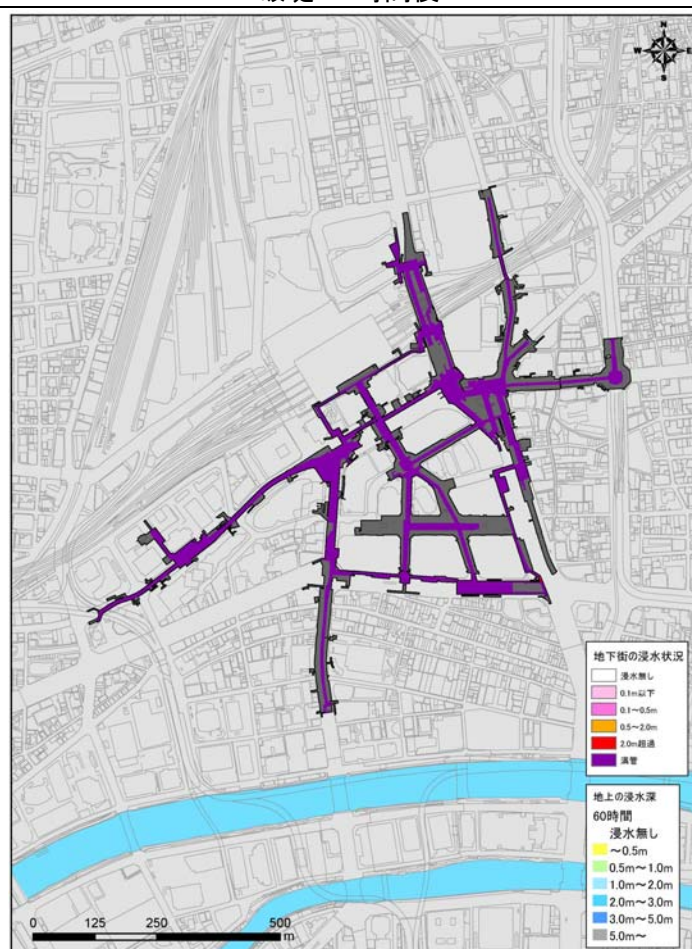 N
W E
S
地下街の浸水状況
浸水無し
0.1m以下
0.1～0.5m
0.5～2.0m
2.0m超過
満管
地上の浸水深
60時間
浸水無し
～0.5m
0.5m～1.0m
1.0m～2.0m
2.0m～3.0m
3.0m～5.0m
5.0m～
0 125 250 500
m